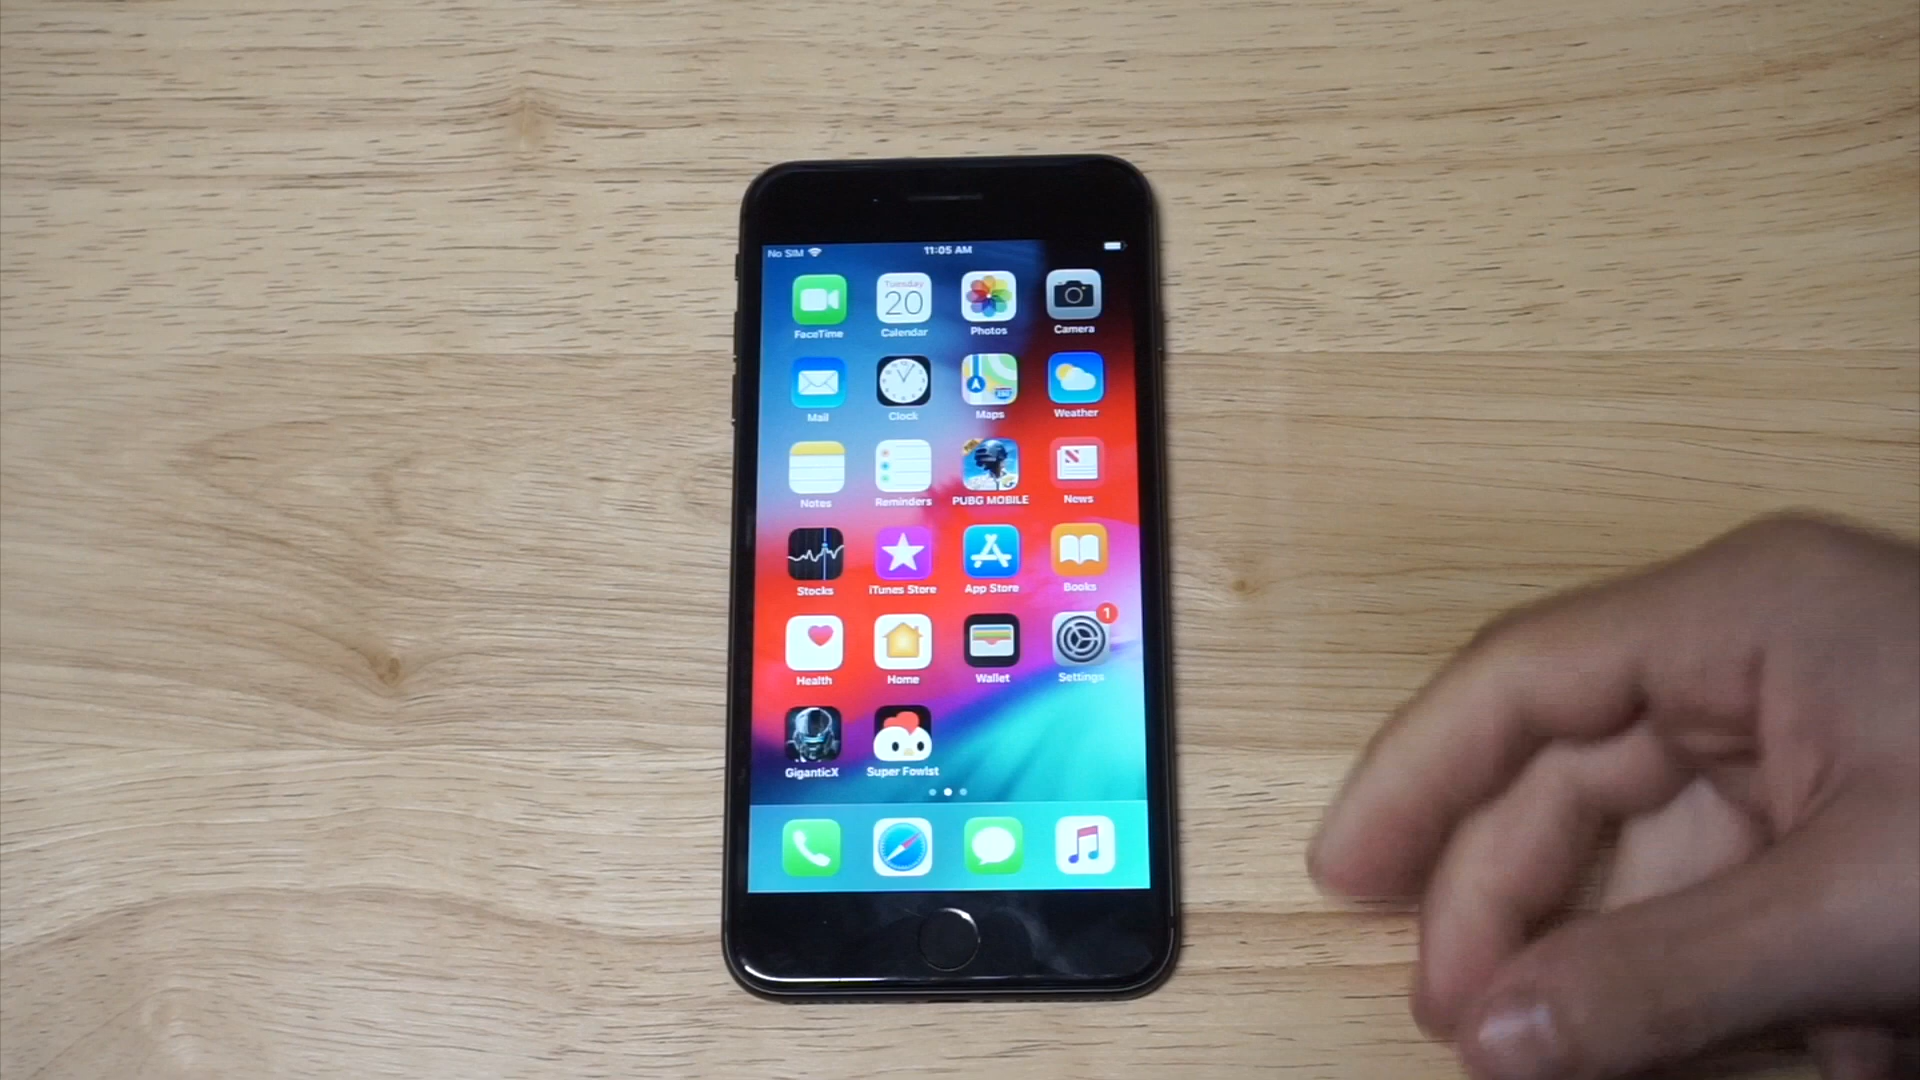 No SIM 11:05 AM
Tuesday
20
FaceTime Calendar Photos Camera
Mail Clock Maps Weather
Notes Reminders PUBG MOBILE News
Stocks iTunes Store App Store Books
1
Health Home Wallet Settings
GiganticX Super Fowlst